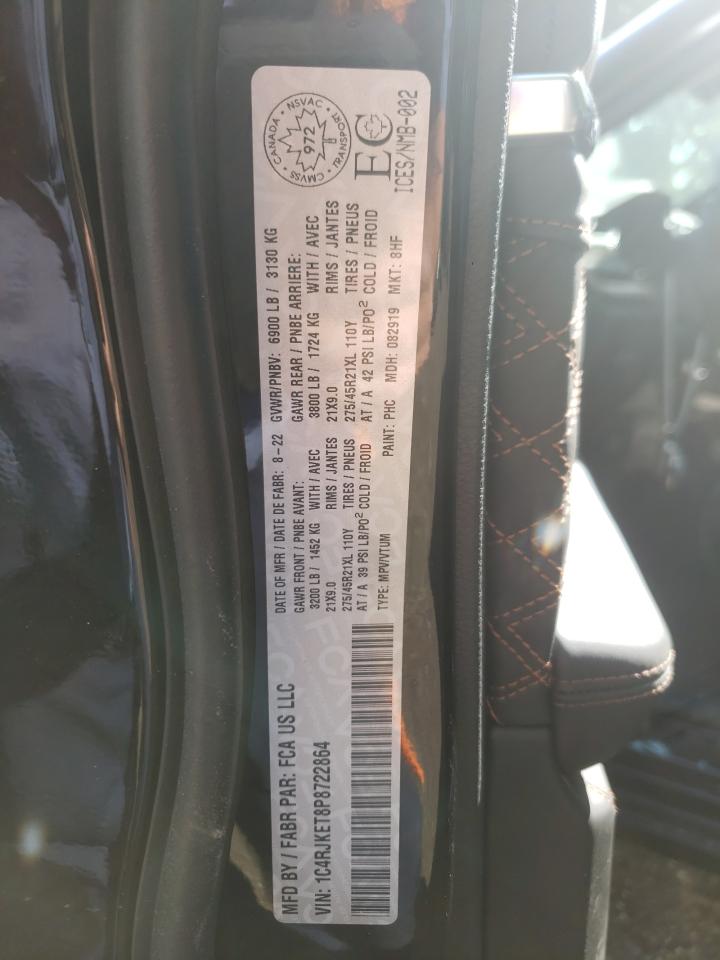 MFD BY / FABR PAR: FCA US LLC
VIN: 1C4RJKET8P8722864
DATE OF MFR / DATE DE FABR: 8-22 GVWR/PNBV: 6900 LB / 3130 KG
GAWR FRONT / PNBE AVANT: GAWR REAR / PNBE ARRIERE:
3200 LB / 1452 KG WITH / AVEC 3800 LB / 1724 KG WITH / AVEC
21X9.0 RIMS / JANTES 21X9.0 RIMS / JANTES
275/45R21XL 110Y TIRES / PNEUS 275/45R21XL 110Y TIRES / PNEUS
AT / A 39 PSI LB/PO² COLD / FROID AT / A 42 PSI LB/PO² COLD / FROID
TYPE: MPV/VTUM PAINT: PHC MDH: 082919 MKT: 8HF
CANADA • NSVAC • TRANSPORT • CMVSS •
972
EC
ICES/NMB-002